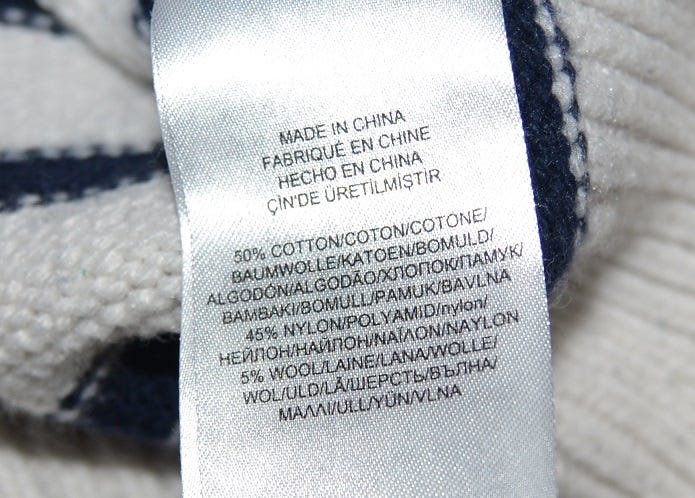 MADE IN CHINA
FABRIQUÉ EN CHINE
HECHO EN CHINA
ÇİN'DE ÜRETİLMİŞTİR
50% COTTON/COTON/COTONE/
BAUMWOLLE/KATOEN/BOMULD/
ALGODÓN/ALGODÃO/ХЛОПОК/ПАМУК/
BAMBAKI/BOMULL/PAMUK/BAVLNA
45% NYLON/POLYAMID/nylon/
НЕЙЛОН/НАЙЛОН/ΝΑΪΛΟΝ/NAYLON
5% WOOL/LAINE/LANA/WOLLE/
WOL/ULD/LÃ/ШЕРСТЬ/ВЪЛНА/
ΜΑΛΛΙ/ULL/YÜN/VLNA